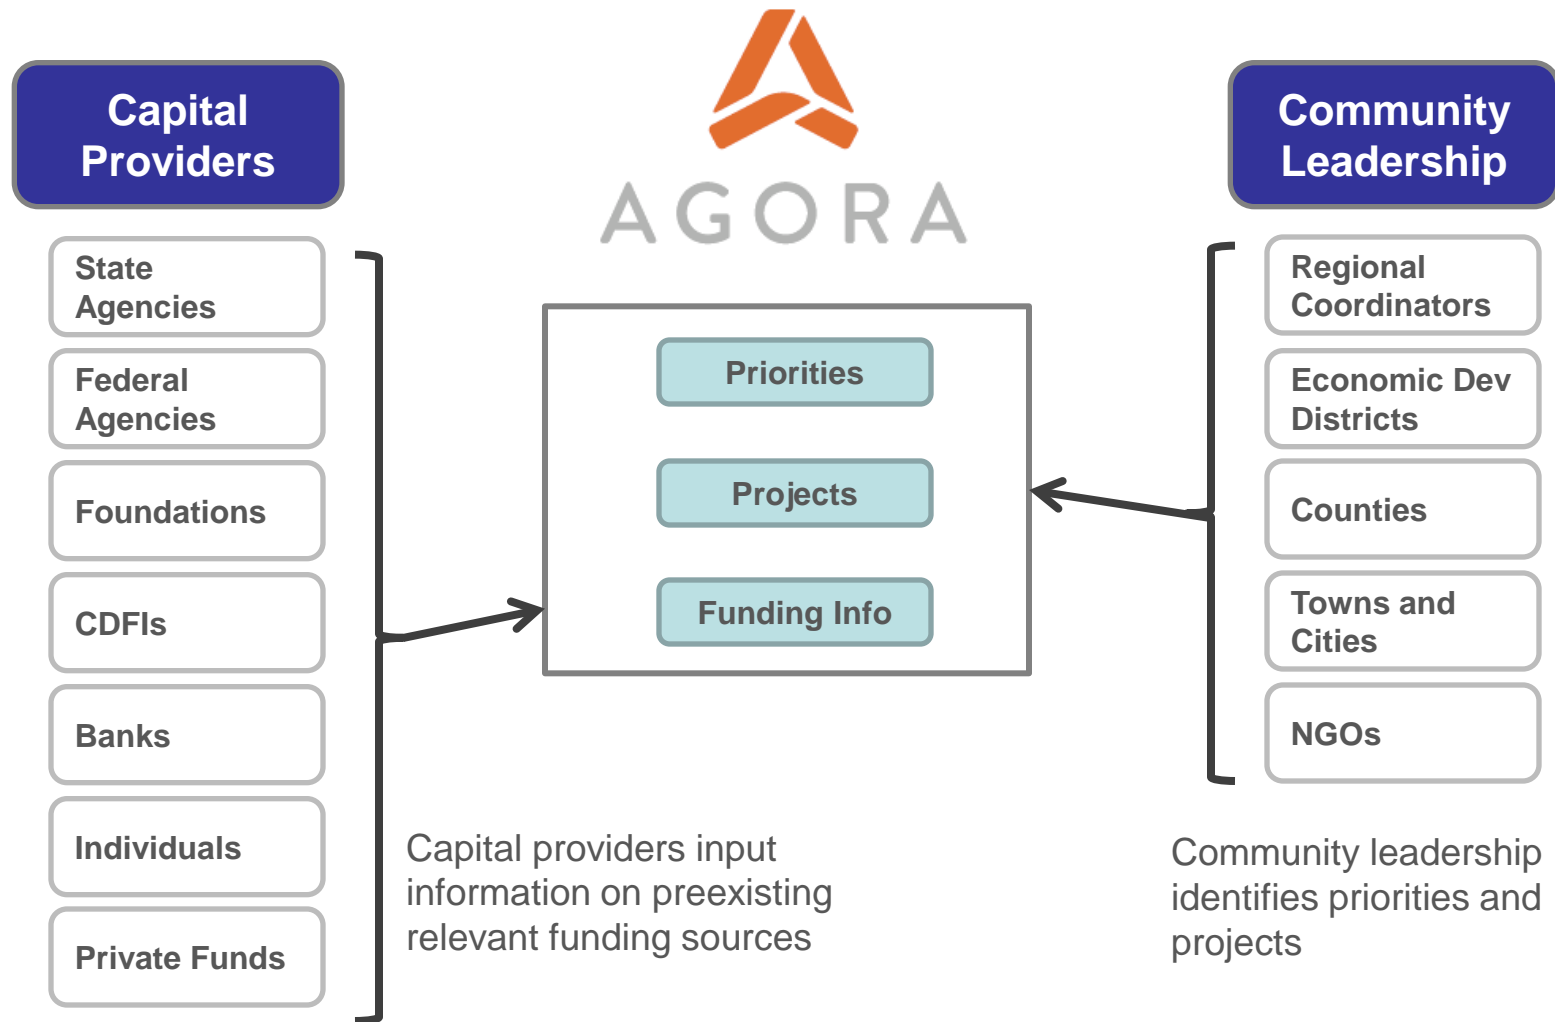 Capital
Providers
State
Agencies
Federal
Agencies
Foundations
CDFIs
Banks
Individuals
Private Funds
AGORA
Priorities
Projects
Funding Info
Capital providers input
information on preexisting
relevant funding sources
Community
Leadership
Regional
Coordinators
Economic Dev
Districts
Counties
Towns and
Cities
NGOs
Community leadership
identifies priorities and
projects